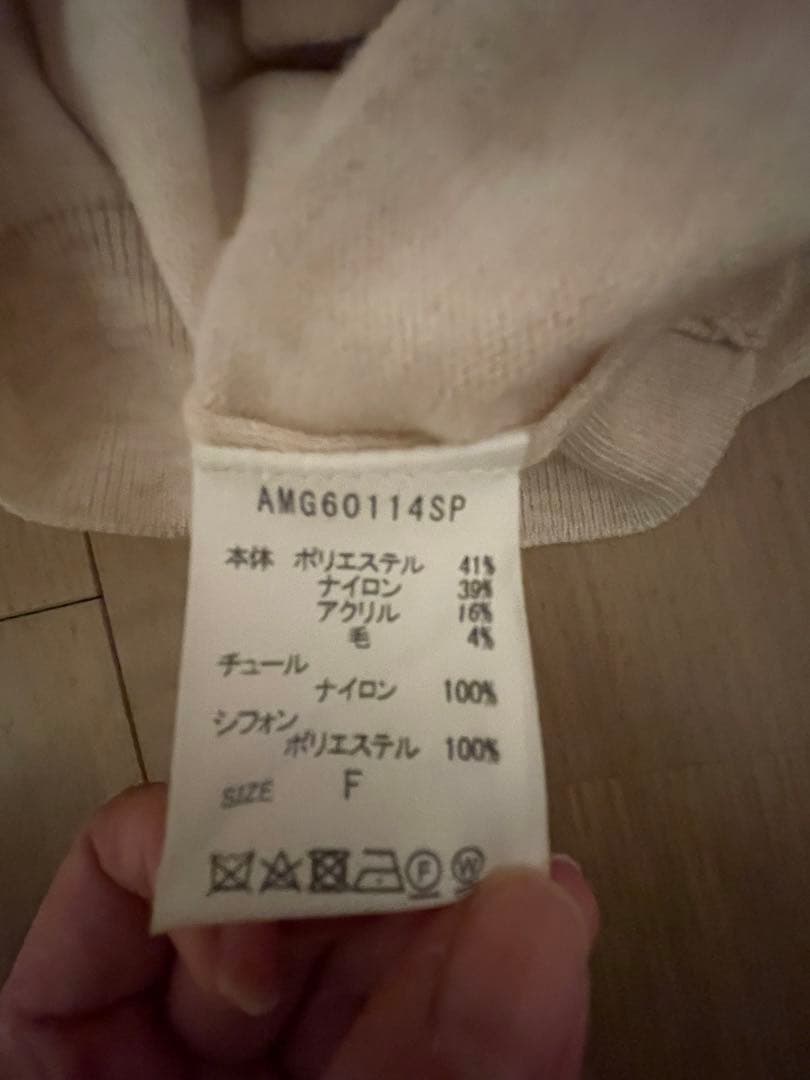 AMG60114SP
本体 ポリエステル 41%
ナイロン 39%
アクリル 16%
毛 4%
チュール
ナイロン 100%
シフォン
ポリエステル 100%
SIZE F
F W